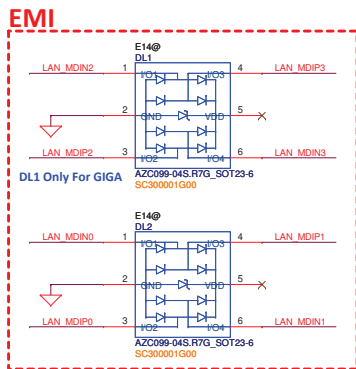 EMI
E14@
DL1
LAN_MDIN2 1 I/O1 I/O3 4 LAN_MDIP3
2 GND VDD 5
LAN_MDIP2 3 I/O2 I/O4 6 LAN_MDIN3
DL1 Only For GIGA
AZC099-04S.R7G_SOT23-6
SC300001G00
E14@
DL2
LAN_MDIN0 1 I/O1 I/O3 4 LAN_MDIP1
2 GND VDD 5
LAN_MDIP0 3 I/O2 I/O4 6 LAN_MDIN1
AZC099-04S.R7G_SOT23-6
SC300001G00